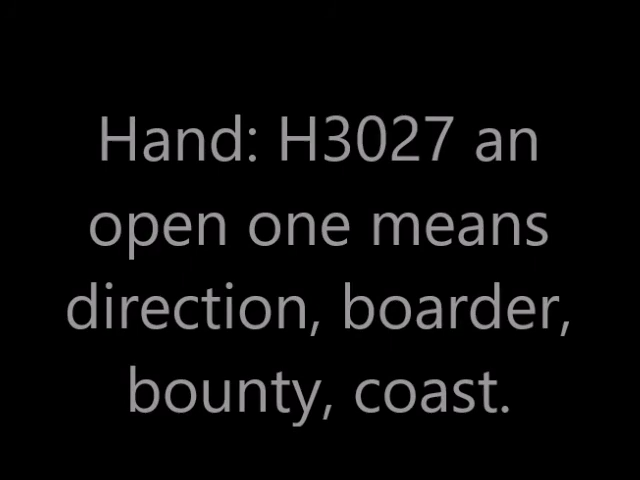 Hand: H3027 an
open one means
direction, boarder,
bounty, coast.